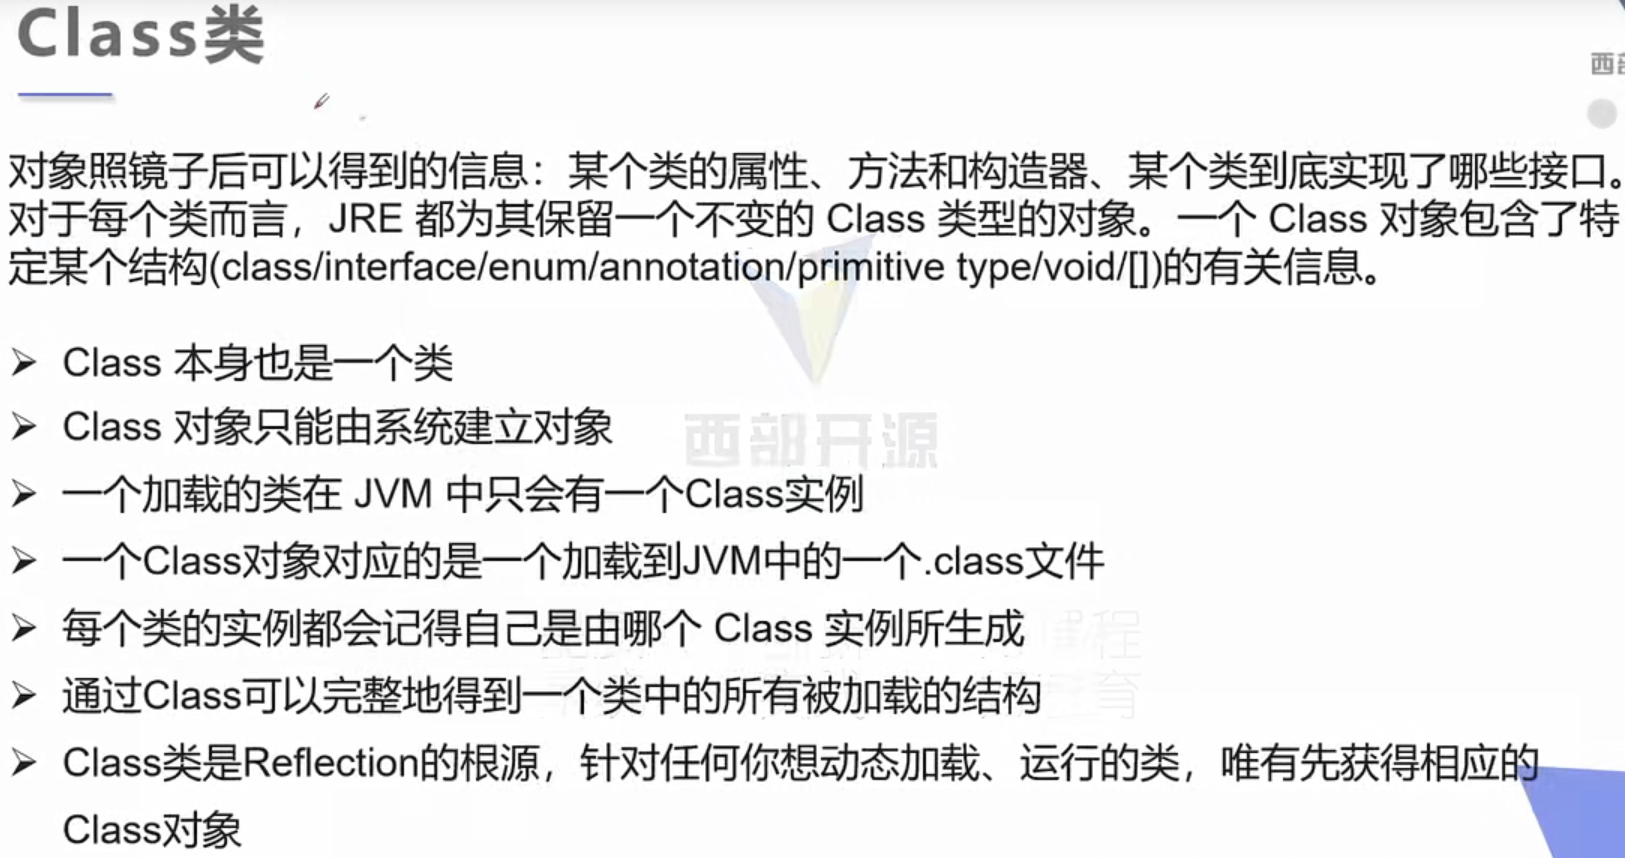 Class类
西部
对象照镜子后可以得到的信息：某个类的属性、方法和构造器、某个类到底实现了哪些接口。
对于每个类而言，JRE 都为其保留一个不变的 Class 类型的对象。一个 Class 对象包含了特
定某个结构(class/interface/enum/annotation/primitive type/void/[])的有关信息。
➢ Class 本身也是一个类
➢ Class 对象只能由系统建立对象
西部开源
➢ 一个加载的类在 JVM 中只会有一个Class实例
➢ 一个Class对象对应的是一个加载到JVM中的一个.class文件
➢ 每个类的实例都会记得自己是由哪个 Class 实例所生成
➢ 通过Class可以完整地得到一个类中的所有被加载的结构
➢ Class类是Reflection的根源，针对任何你想动态加载、运行的类，唯有先获得相应的
Class对象